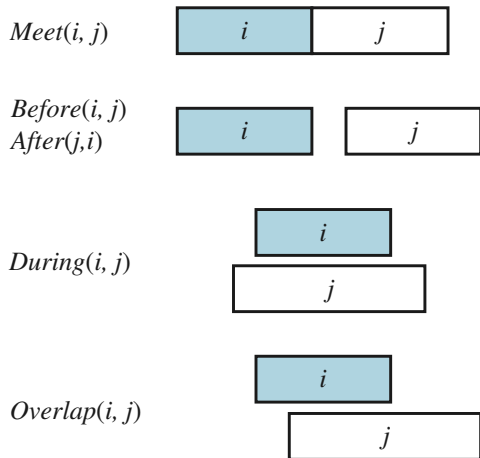 Meet(i, j) i j
Before(i, j)
After(j,i) i j
i
During(i, j)
j
i
Overlap(i, j)
j